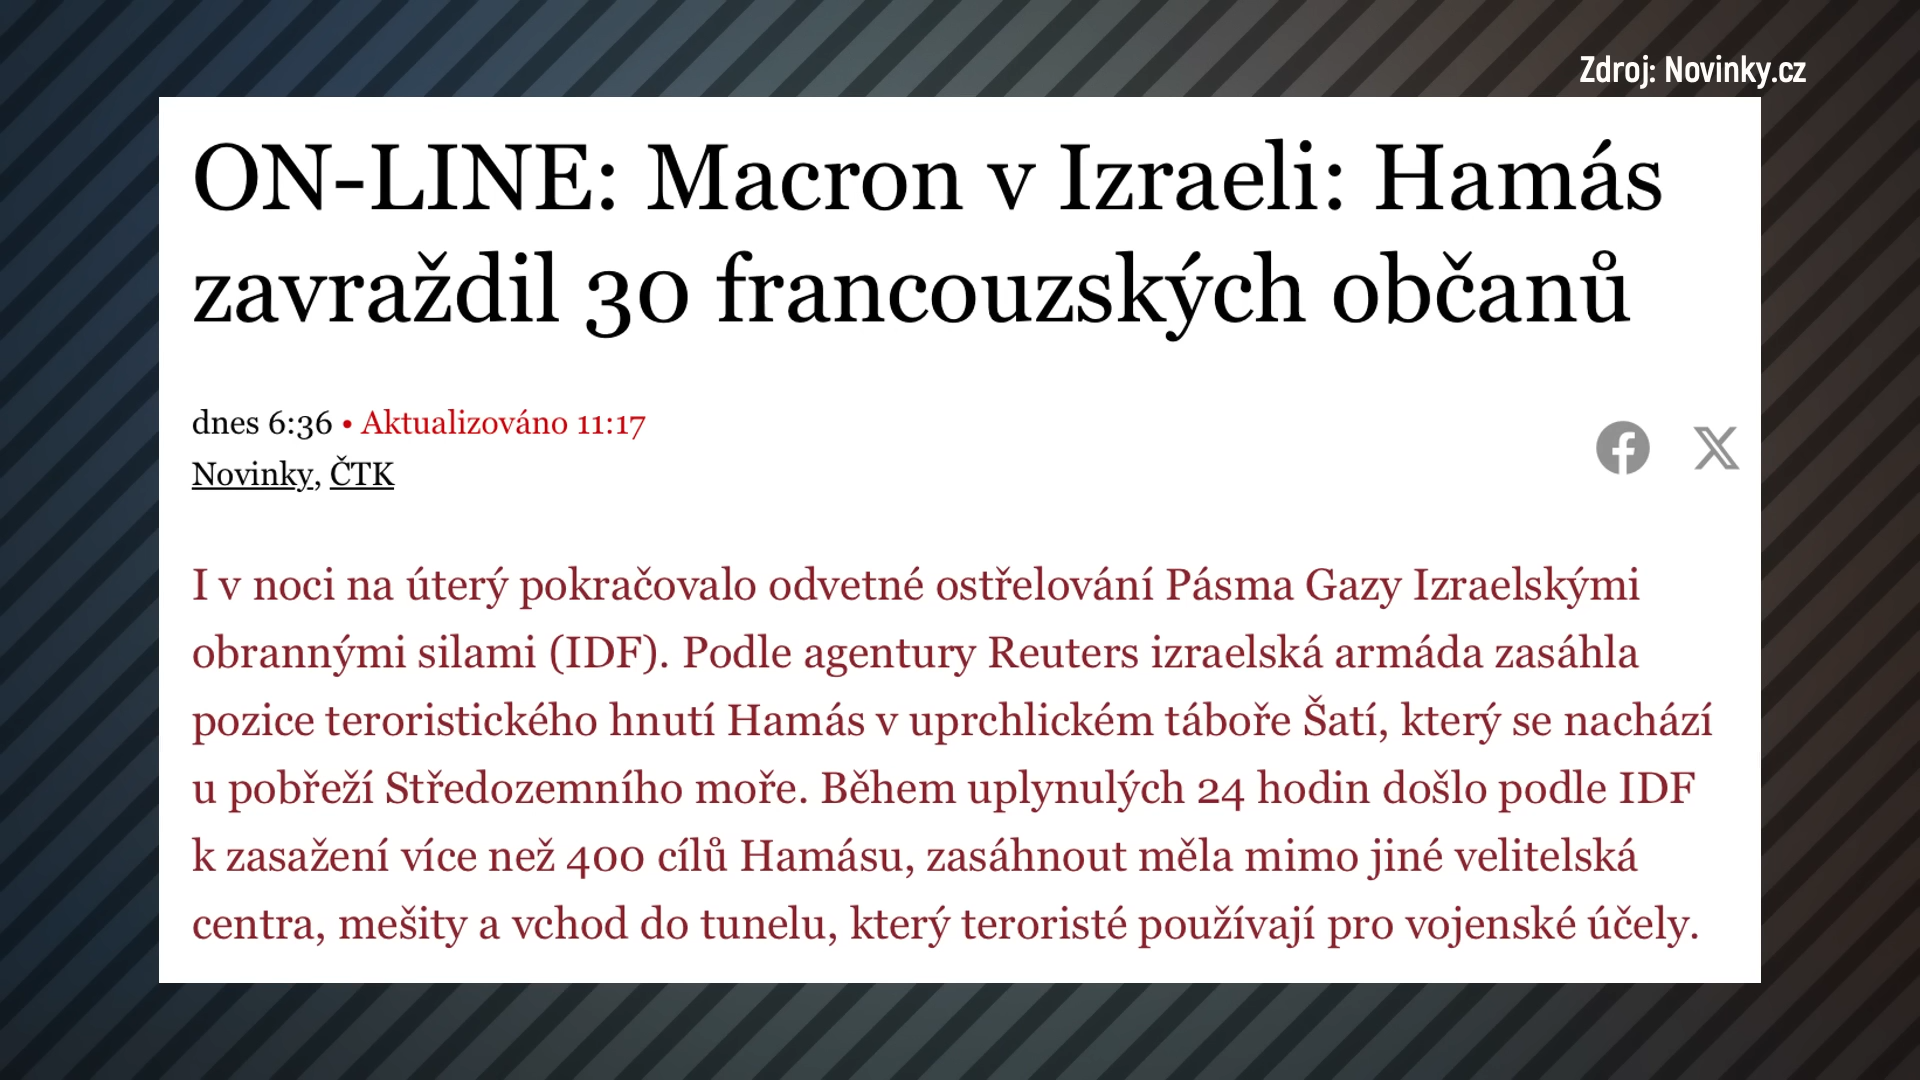 Zdroj: Novinky.cz
ON-LINE: Macron v Izraeli: Hamás
zavraždil 30 francouzských občanů
dnes 6:36 • Aktualizováno 11:17
Novinky, ČTK
I v noci na úterý pokračovalo odvetné ostřelování Pásma Gazy Izraelskými
obrannými silami (IDF). Podle agentury Reuters izraelská armáda zasáhla
pozice teroristického hnutí Hamás v uprchlickém táboře Šatí, který se nachází
u pobřeží Středozemního moře. Během uplynulých 24 hodin došlo podle IDF
k zasažení více než 400 cílů Hamásu, zasáhnout měla mimo jiné velitelská
centra, mešity a vchod do tunelu, který teroristé používají pro vojenské účely.